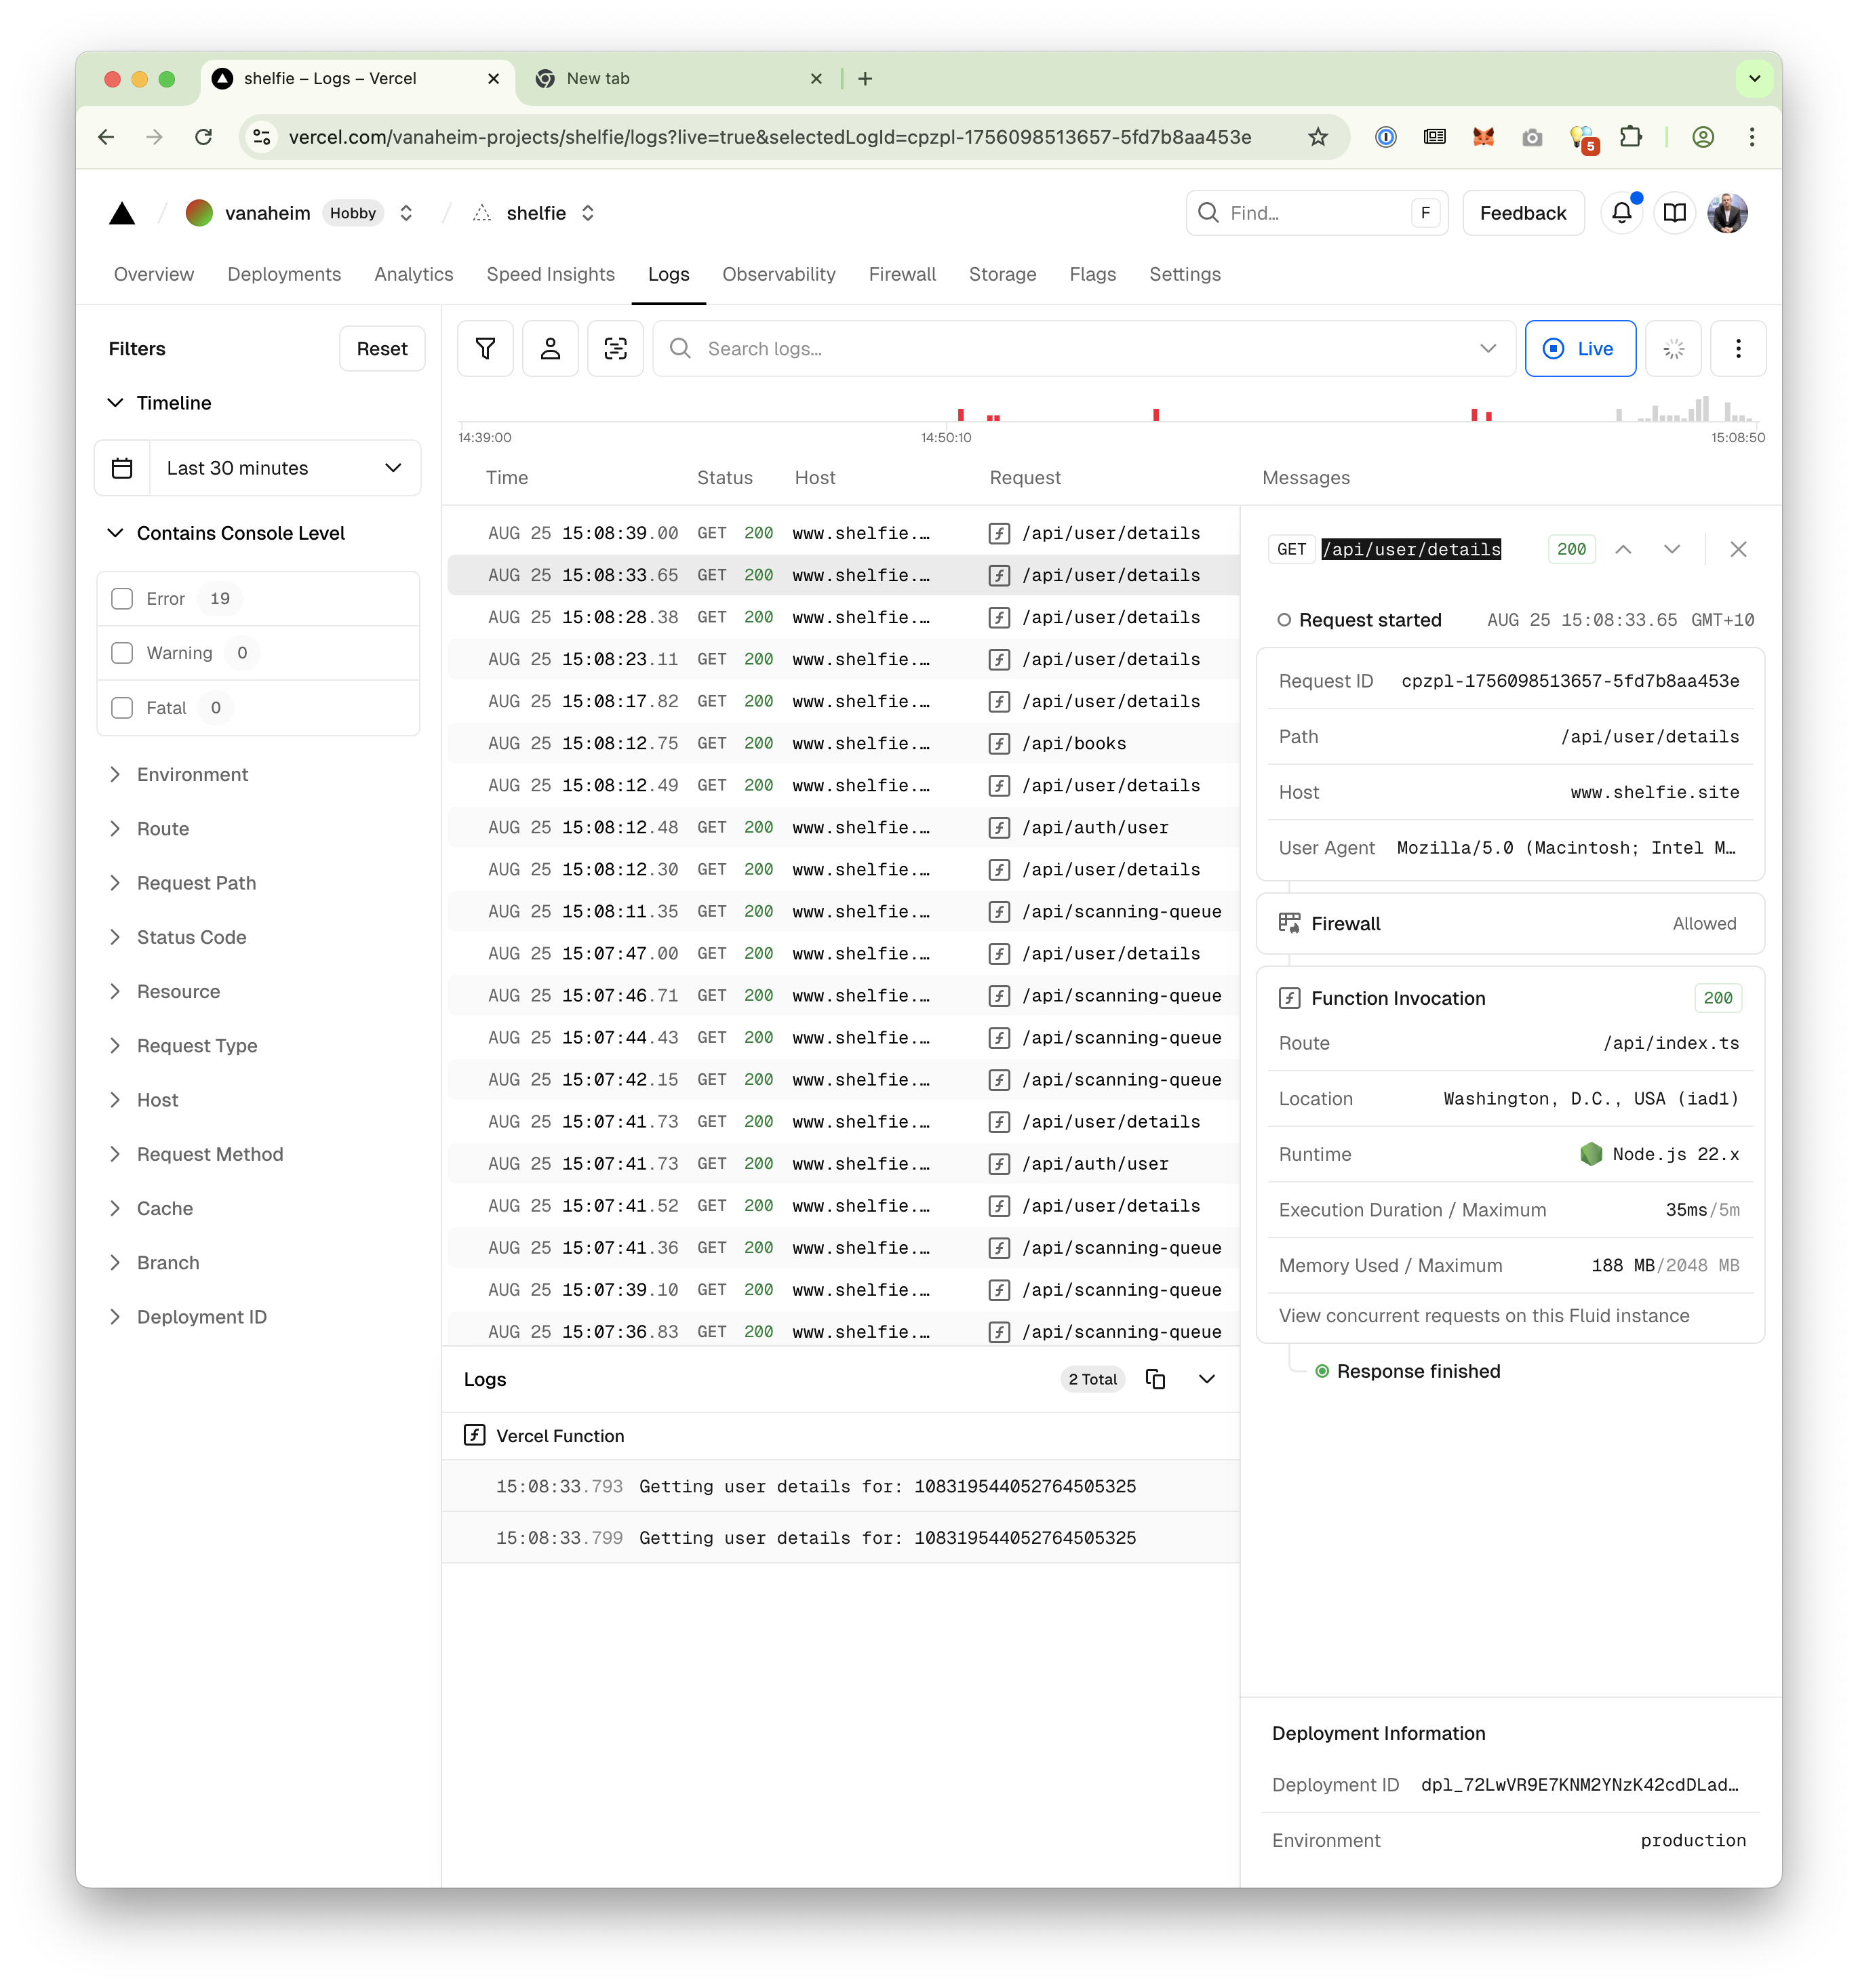 shelfie – Logs – Vercel
New tab
vercel.com/vanaheim-projects/shelfie/logs?live=true&selectedLogId=cpzpl-1756098513657-5fd7b8aa453e
5
vanaheim Hobby
shelfie
Find... F
Feedback
Overview Deployments Analytics Speed Insights Logs Observability Firewall Storage Flags Settings
Filters
Reset
Timeline
Last 30 minutes
Contains Console Level
Error 19
Warning 0
Fatal 0
Environment
Route
Request Path
Status Code
Resource
Request Type
Host
Request Method
Cache
Branch
Deployment ID
Search logs...
Live
14:39:00 14:50:10 15:08:50
Time Status Host Request Messages
AUG 25 15:08:39.00 GET 200 www.shelfie.… /api/user/details
AUG 25 15:08:33.65 GET 200 www.shelfie.… /api/user/details
AUG 25 15:08:28.38 GET 200 www.shelfie.… /api/user/details
AUG 25 15:08:23.11 GET 200 www.shelfie.… /api/user/details
AUG 25 15:08:17.82 GET 200 www.shelfie.… /api/user/details
AUG 25 15:08:12.75 GET 200 www.shelfie.… /api/books
AUG 25 15:08:12.49 GET 200 www.shelfie.… /api/user/details
AUG 25 15:08:12.48 GET 200 www.shelfie.… /api/auth/user
AUG 25 15:08:12.30 GET 200 www.shelfie.… /api/user/details
AUG 25 15:08:11.35 GET 200 www.shelfie.… /api/scanning-queue
AUG 25 15:07:47.00 GET 200 www.shelfie.… /api/user/details
AUG 25 15:07:46.71 GET 200 www.shelfie.… /api/scanning-queue
AUG 25 15:07:44.43 GET 200 www.shelfie.… /api/scanning-queue
AUG 25 15:07:42.15 GET 200 www.shelfie.… /api/scanning-queue
AUG 25 15:07:41.73 GET 200 www.shelfie.… /api/user/details
AUG 25 15:07:41.73 GET 200 www.shelfie.… /api/auth/user
AUG 25 15:07:41.52 GET 200 www.shelfie.… /api/user/details
AUG 25 15:07:41.36 GET 200 www.shelfie.… /api/scanning-queue
AUG 25 15:07:39.10 GET 200 www.shelfie.… /api/scanning-queue
AUG 25 15:07:36.83 GET 200 www.shelfie.… /api/scanning-queue
Logs 2 Total
Vercel Function
15:08:33.793 Getting user details for: 108319544052764505325
15:08:33.799 Getting user details for: 108319544052764505325
GET /api/user/details 200
Request started AUG 25 15:08:33.65 GMT+10
Request ID cpzpl-1756098513657-5fd7b8aa453e
Path /api/user/details
Host www.shelfie.site
User Agent Mozilla/5.0 (Macintosh; Intel M…
Firewall Allowed
Function Invocation 200
Route /api/index.ts
Location Washington, D.C., USA (iad1)
Runtime Node.js 22.x
Execution Duration / Maximum 35ms/5m
Memory Used / Maximum 188 MB/2048 MB
View concurrent requests on this Fluid instance
Response finished
Deployment Information
Deployment ID dpl_72LwVR9E7KNM2YNzK42cdDLad…
Environment production